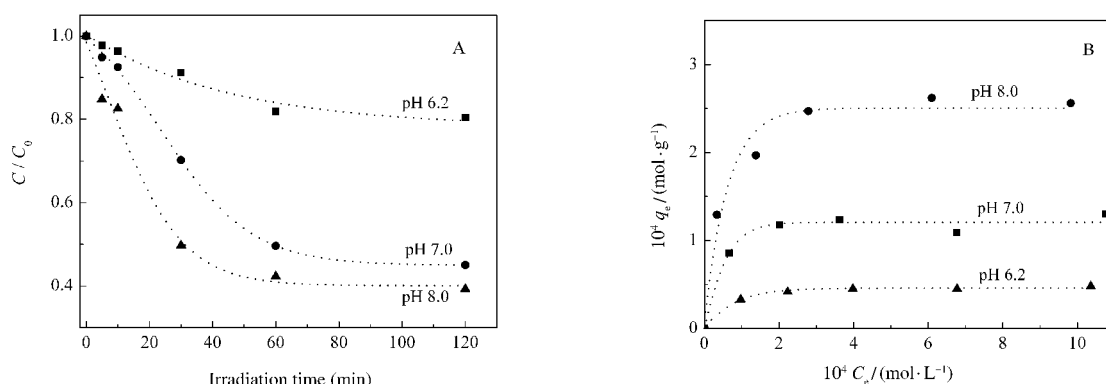 A
1.0
0.8
0.6
0.4
C / C₀
pH 6.2
pH 7.0
pH 8.0
0 20 40 60 80 100 120
Irradiation time (min)
B
3
2
1
0
10⁴ qₑ / (mol·g⁻¹)
pH 8.0
pH 7.0
pH 6.2
0 2 4 6 8 10
10⁴ Cₑ / (mol·L⁻¹)